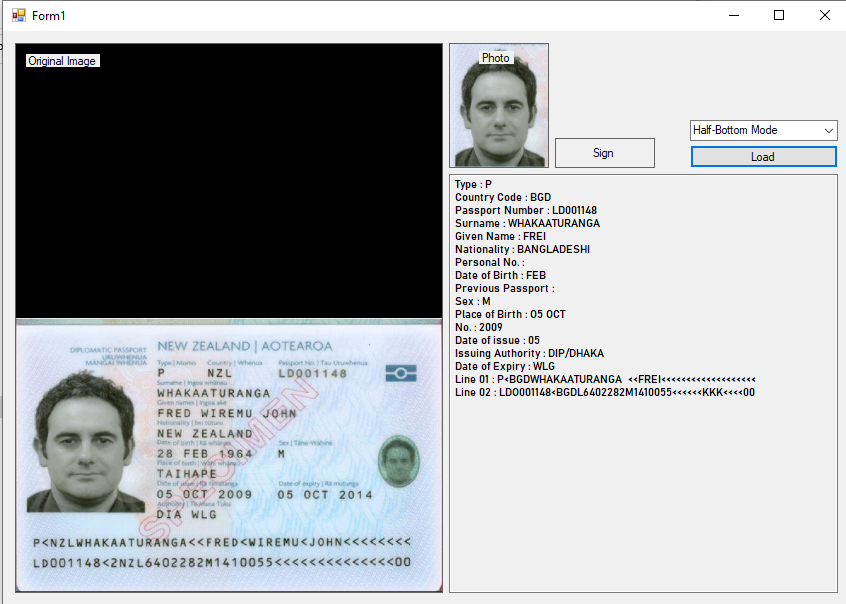 Form1
Original Image
Photo
Sign
Half-Bottom Mode
Load
Type : P
Country Code : BGD
Passport Number : LD001148
Surname : WHAKAATURANGA
Given Name : FREI
Nationality : BANGLADESHI
Personal No. :
Date of Birth : FEB
Previous Passport :
Sex : M
Place of Birth : 05 OCT
No. : 2009
Date of issue : 05
Issuing Authority : DIP/DHAKA
Date of Expiry : WLG
Line 01 : P<BGDWHAKAATURANGA <<FREI<<<<<<<<<<<<<<<<<<<
Line 02 : LD0001148<BGDL6402282M1410055<<<<<<KKK<<<<00
DIPLOMATIC PASSPORT
URUWHENUA
MANGAI WHENUA
NEW ZEALAND | AOTEAROA
Type | Momo Country | Whenua Passport No. | Tau Uruwhenua
P NZL LD001148
Surname | Ingoa whānau
WHAKAATURANGA
Given names | Ingoa ake
FRED WIREMU JOHN
Nationality | Iwi tūturu
NEW ZEALAND
Date of birth | Rā whānau Sex | Tāne-Wahine
28 FEB 1964 M
Place of birth | Wāhi whānau
TAIHAPE
Date of issue | Rā timatanga Date of expiry | Rā mutunga
05 OCT 2009 05 OCT 2014
Authority | Te Mana Tuku
DIA WLG
SPECIMEN
P<NZLWHAKAATURANGA<<FRED<WIREMU<JOHN<<<<<<<<
LD001148<2NZL6402282M1410055<<<<<<<<<<<<<<00